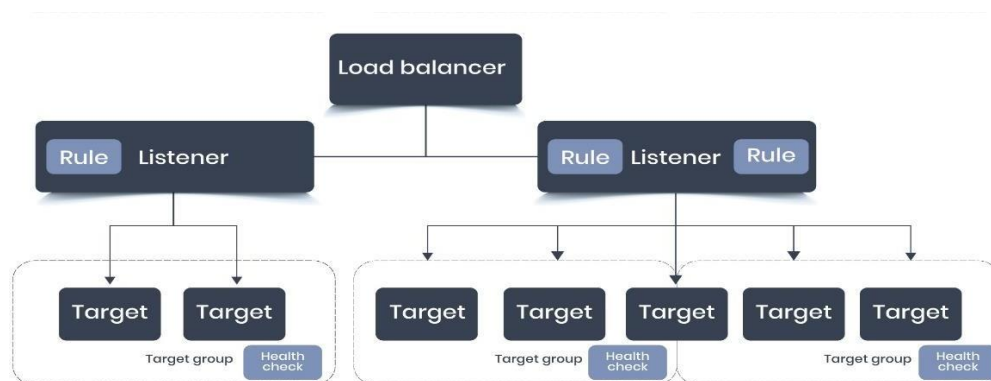 Load balancer
Rule Listener
Rule Listener Rule
Target Target
Target Target Target Target Target
Target group Health check
Target group Health check
Target group Health check